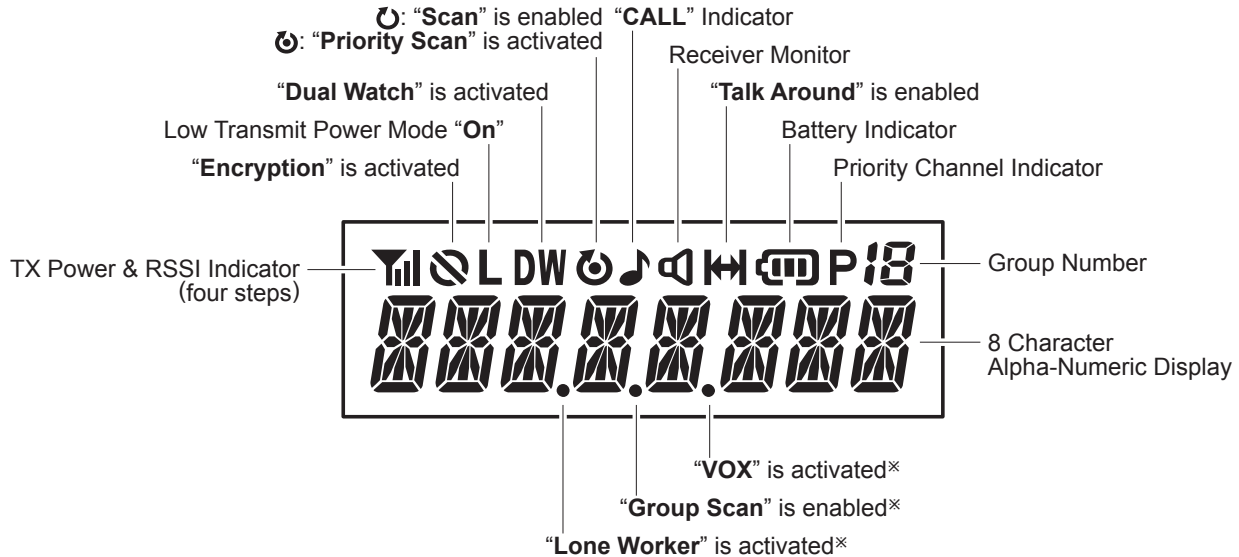 ↻: “Scan” is enabled “CALL” Indicator
: “Priority Scan” is activated
Receiver Monitor
“Dual Watch” is activated
“Talk Around” is enabled
Low Transmit Power Mode “On”
Battery Indicator
“Encryption” is activated
Priority Channel Indicator
TX Power & RSSI Indicator
(four steps)
L DW P 18
Group Number
8 Character
Alpha-Numeric Display
“VOX” is activated※
“Group Scan” is enabled※
“Lone Worker” is activated※